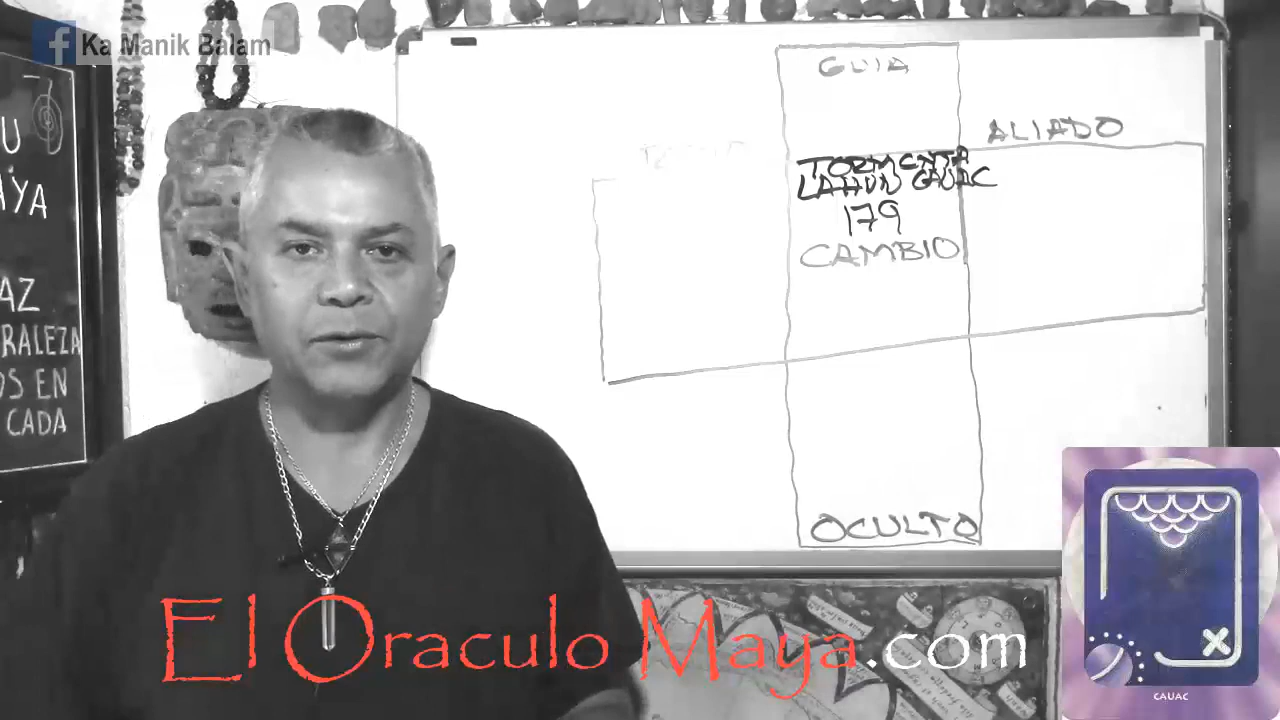 Ka Manik Balam
U
AYA
AZ
RALEZA
OS EN
CADA
GUIA
ALIADO
TORMENTA
LAHUN CAUAC
179
CAMBIO
OCULTO
El Oraculo Maya.com
CAUAC